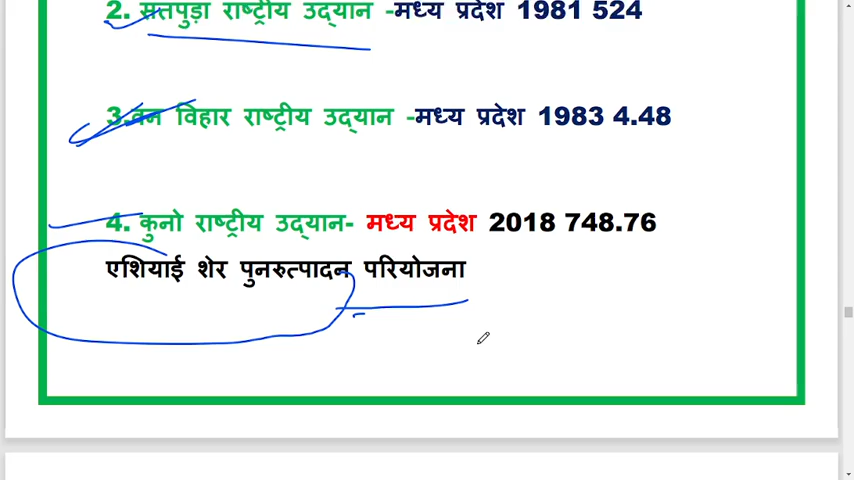 2. सतपुड़ा राष्ट्रीय उद्यान -मध्य प्रदेश 1981 524
3.वन विहार राष्ट्रीय उद्यान -मध्य प्रदेश 1983 4.48
4. कुनो राष्ट्रीय उद्यान- मध्य प्रदेश 2018 748.76
एशियाई शेर पुनरुत्पादन परियोजना